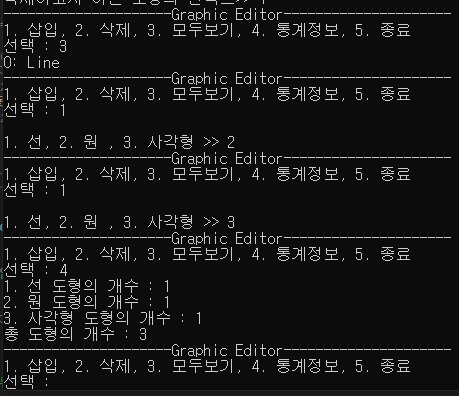 ---------------------Graphic Editor---------------------
1. 삽입, 2. 삭제, 3. 모두보기, 4. 통계정보, 5. 종료
선택 : 3
0: Line
---------------------Graphic Editor---------------------
1. 삽입, 2. 삭제, 3. 모두보기, 4. 통계정보, 5. 종료
선택 : 1
1. 선, 2. 원 , 3. 사각형 >> 2
---------------------Graphic Editor---------------------
1. 삽입, 2. 삭제, 3. 모두보기, 4. 통계정보, 5. 종료
선택 : 1
1. 선, 2. 원 , 3. 사각형 >> 3
---------------------Graphic Editor---------------------
1. 삽입, 2. 삭제, 3. 모두보기, 4. 통계정보, 5. 종료
선택 : 4
1. 선 도형의 개수 : 1
2. 원 도형의 개수 : 1
3. 사각형 도형의 개수 : 1
총 도형의 개수 : 3
---------------------Graphic Editor---------------------
1. 삽입, 2. 삭제, 3. 모두보기, 4. 통계정보, 5. 종료
선택 :